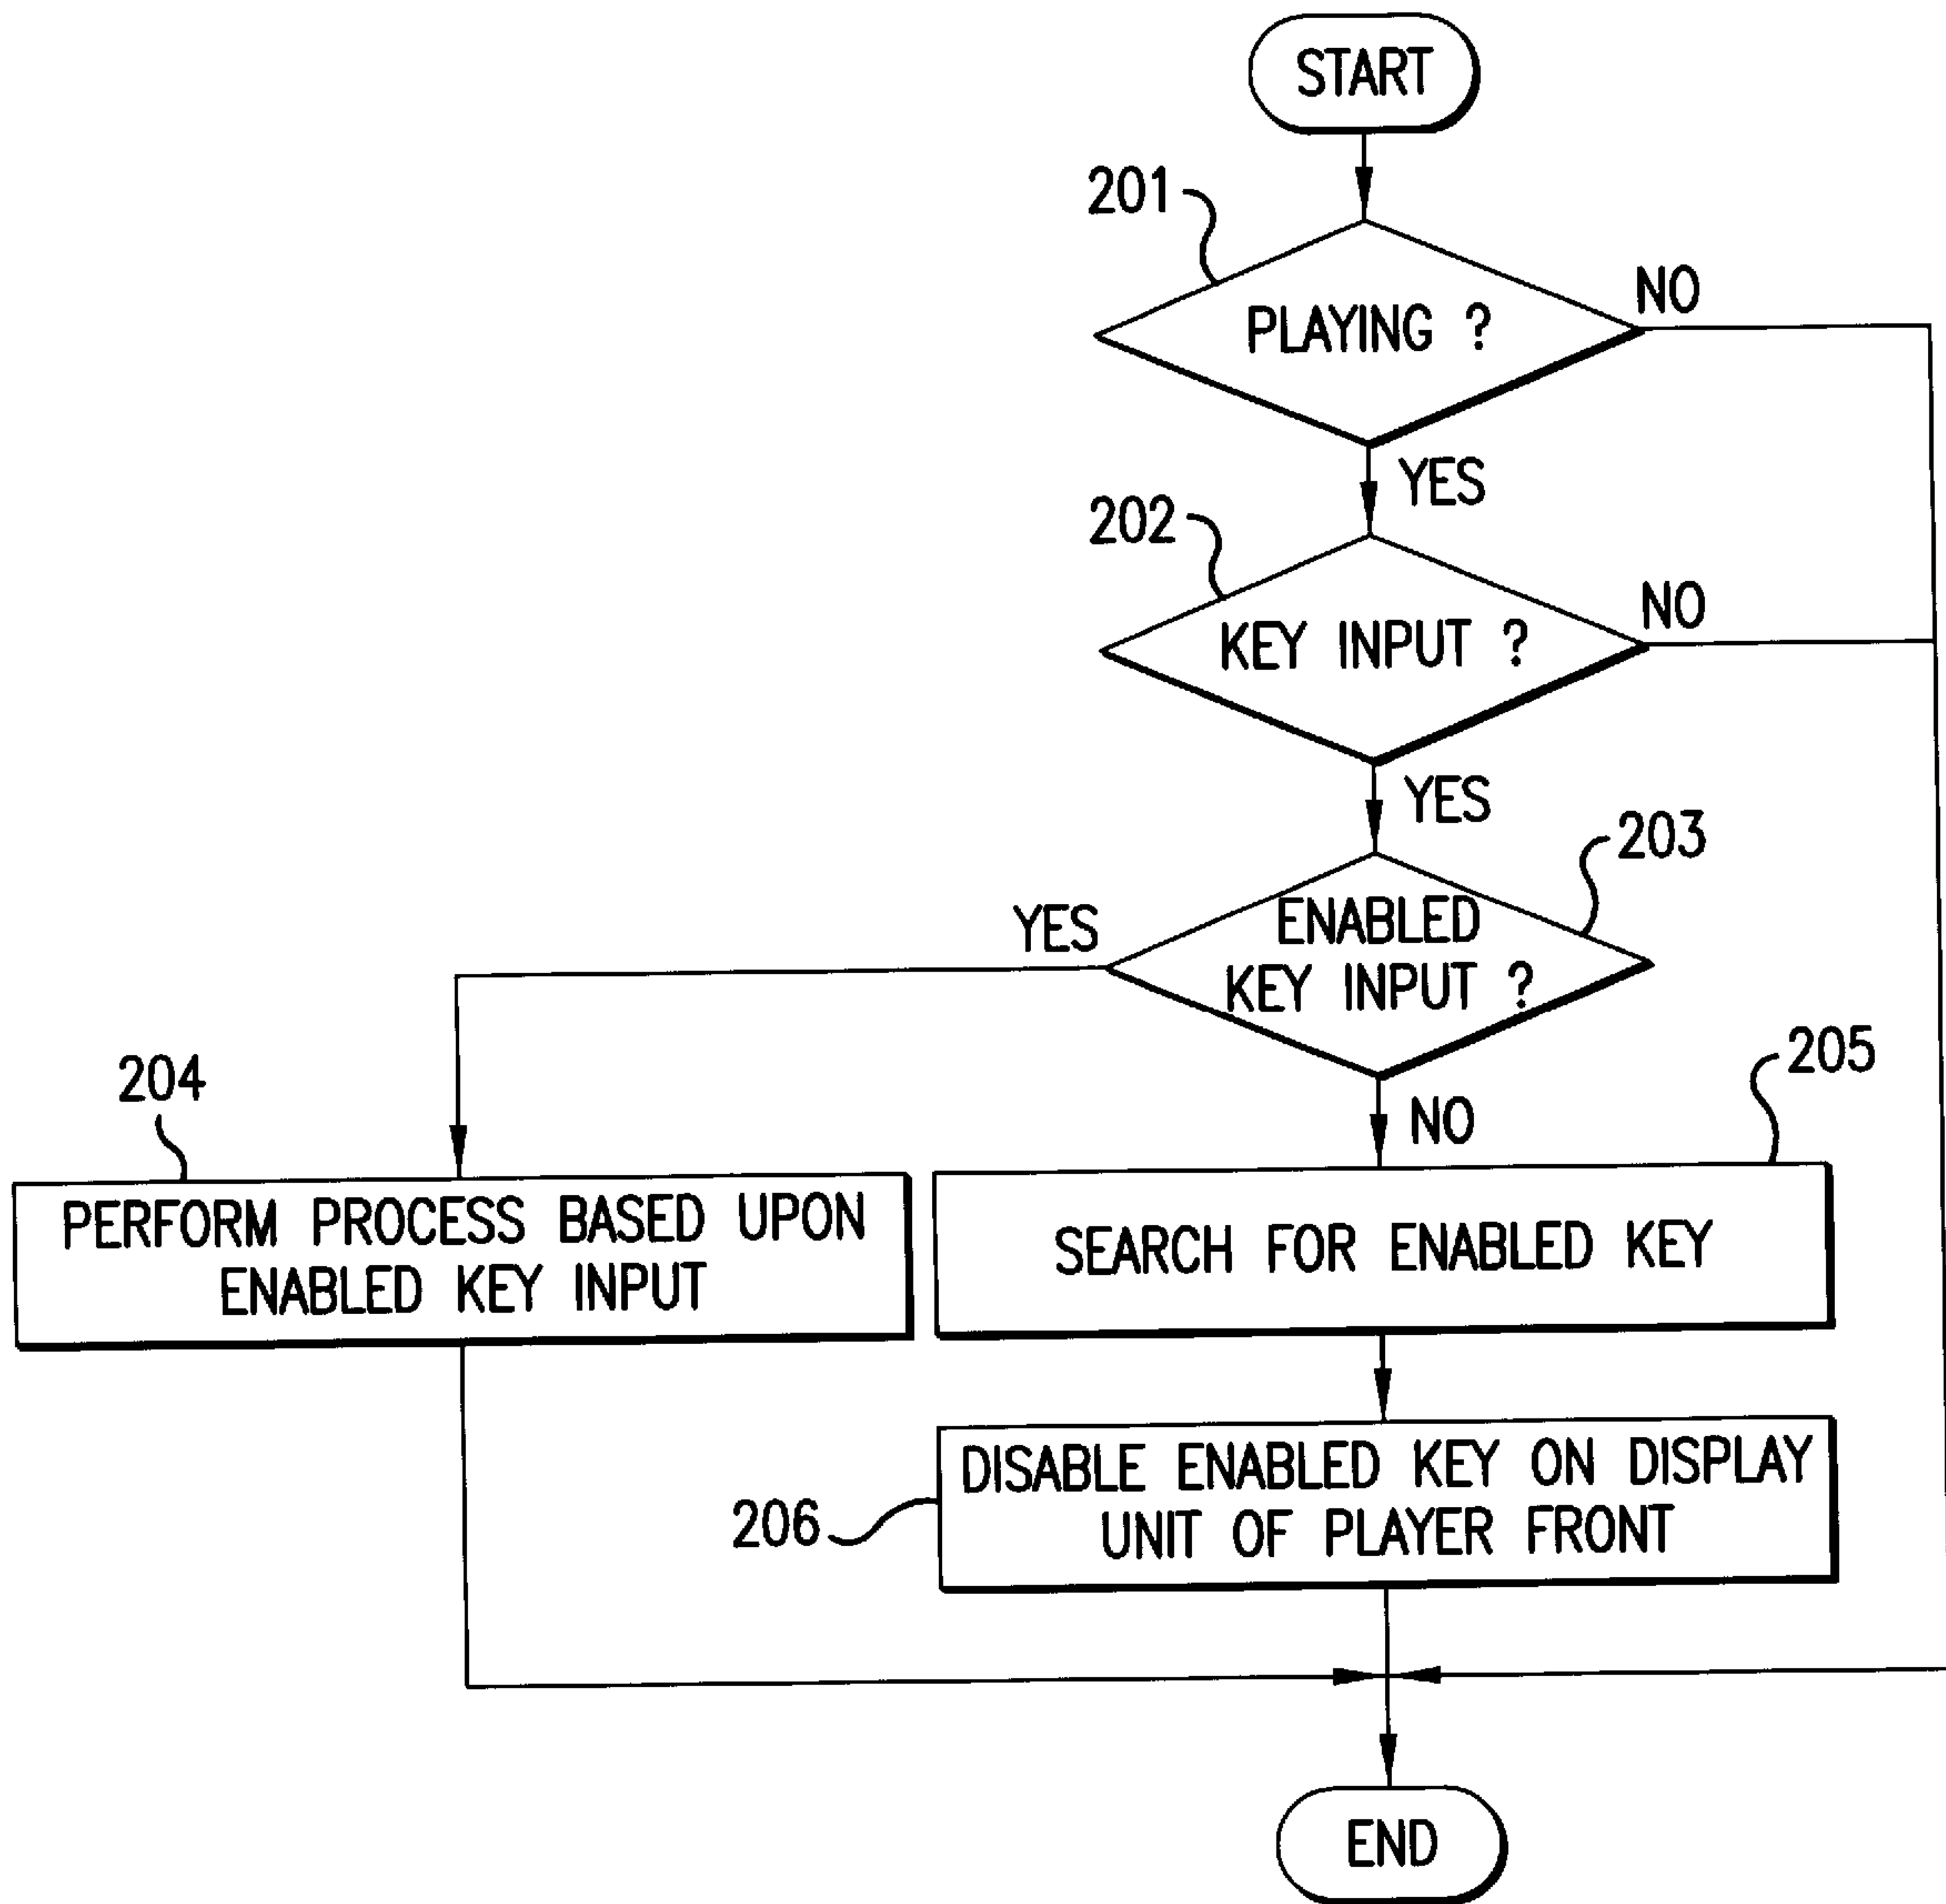 START
201
PLAYING ?
NO
YES
202
KEY INPUT ?
NO
YES
203
ENABLED
KEY INPUT ?
YES
NO
204
PERFORM PROCESS BASED UPON
ENABLED KEY INPUT
205
SEARCH FOR ENABLED KEY
206
DISABLE ENABLED KEY ON DISPLAY
UNIT OF PLAYER FRONT
END